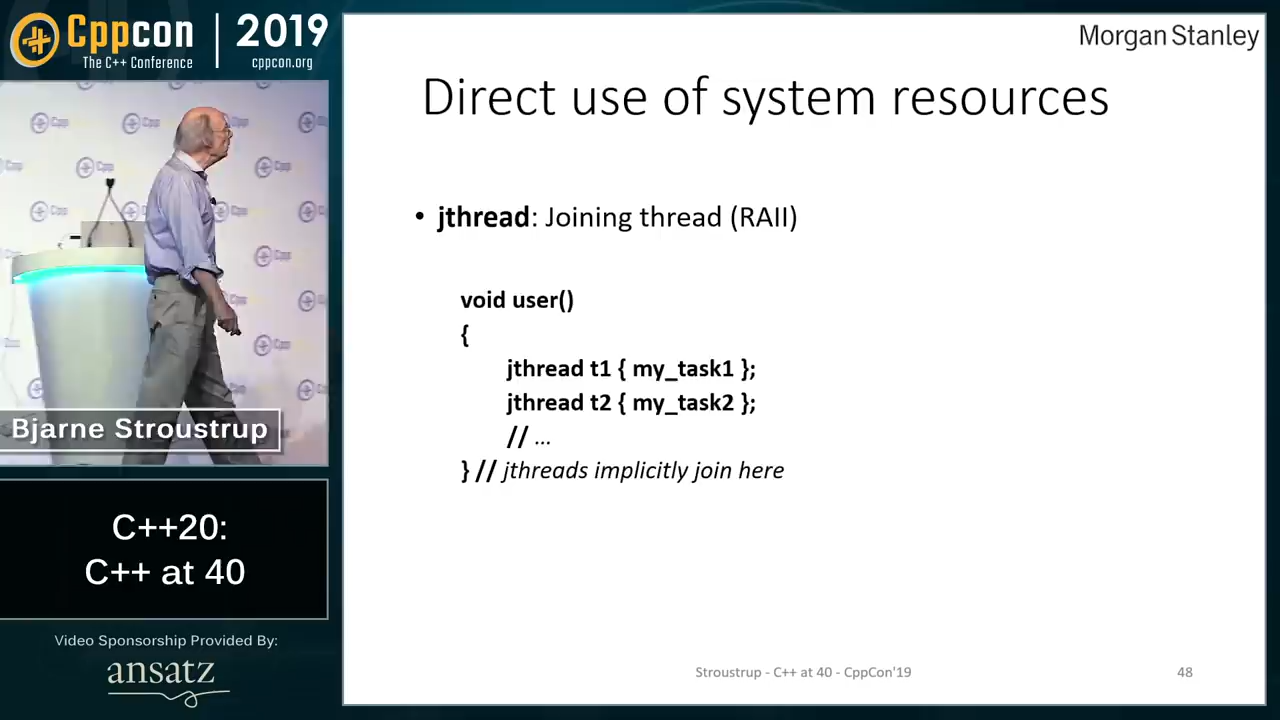 Cppcon
The C++ Conference
2019
cppcon.org
Morgan Stanley
Direct use of system resources
• jthread: Joining thread (RAII)
void user()
{
jthread t1 { my_task1 };
jthread t2 { my_task2 };
// ...
} // jthreads implicitly join here
Bjarne Stroustrup
C++20:
C++ at 40
Video Sponsorship Provided By:
ansatz
Stroustrup - C++ at 40 - CppCon'19
48